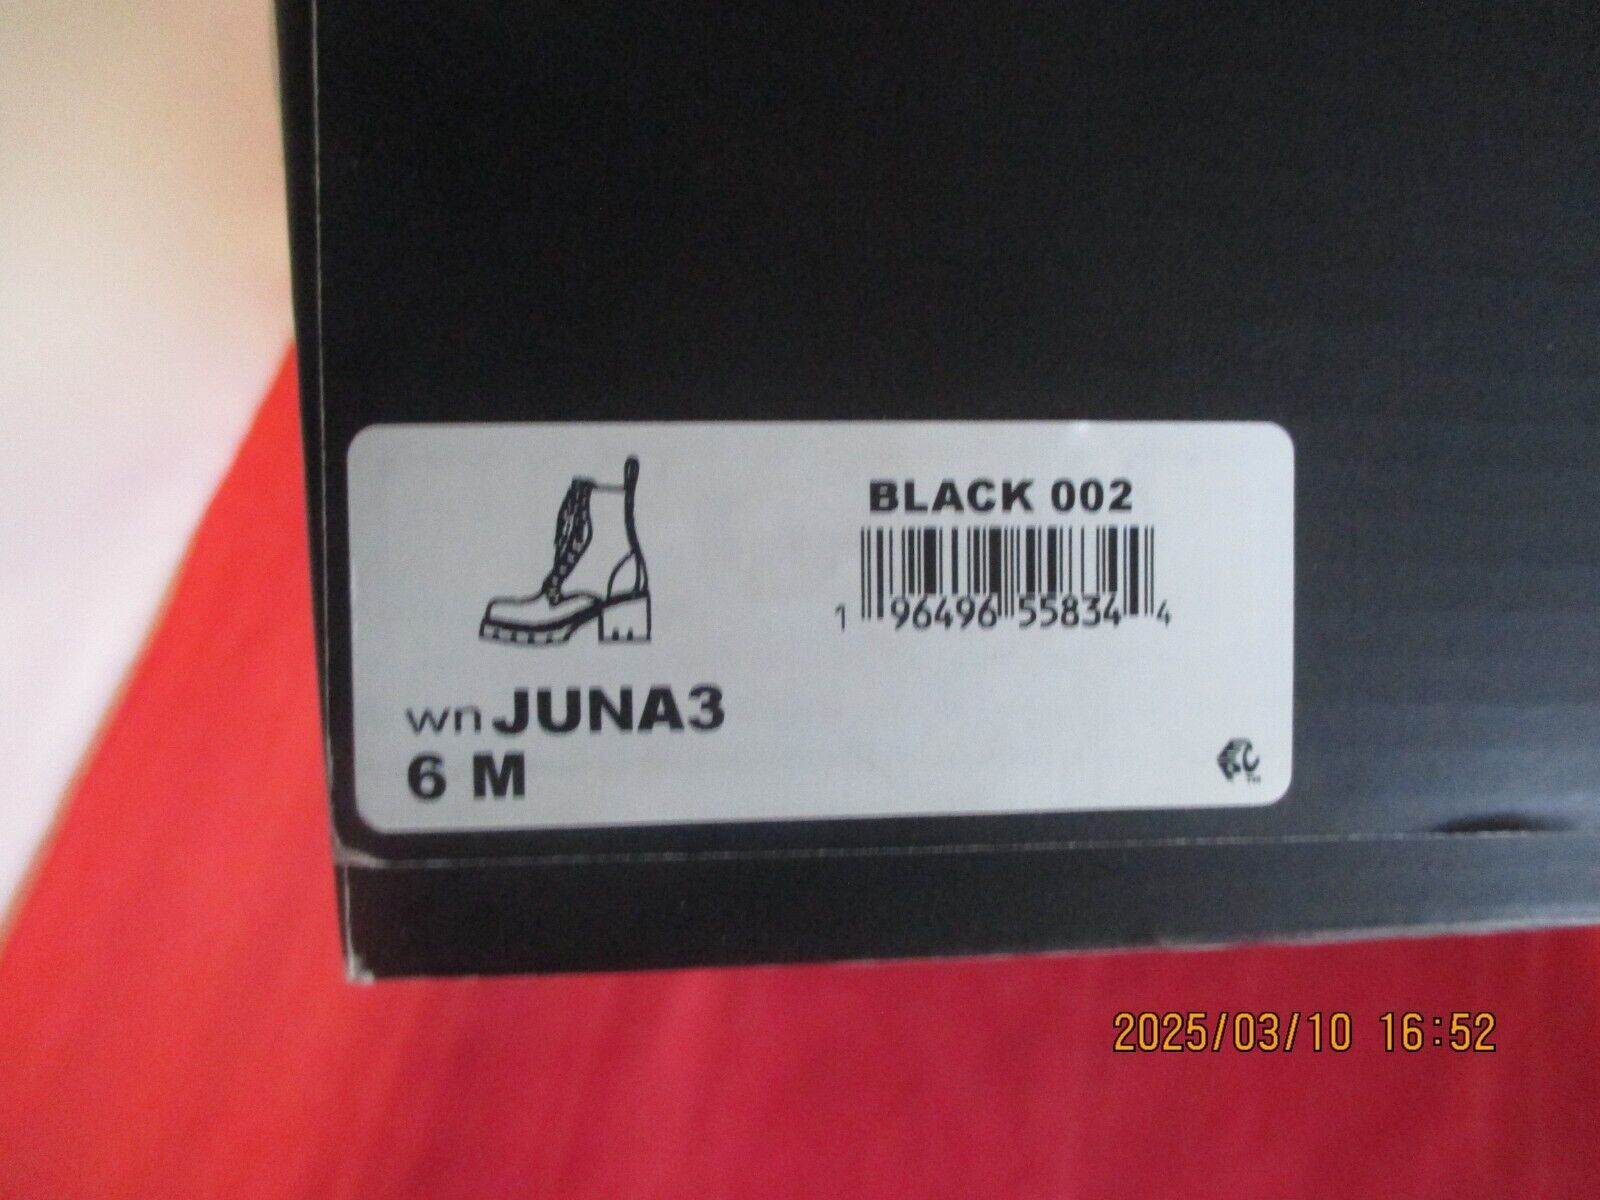 BLACK 002
1 96496 55834 4
wn JUNA3
6 M
2025/03/10 16:52